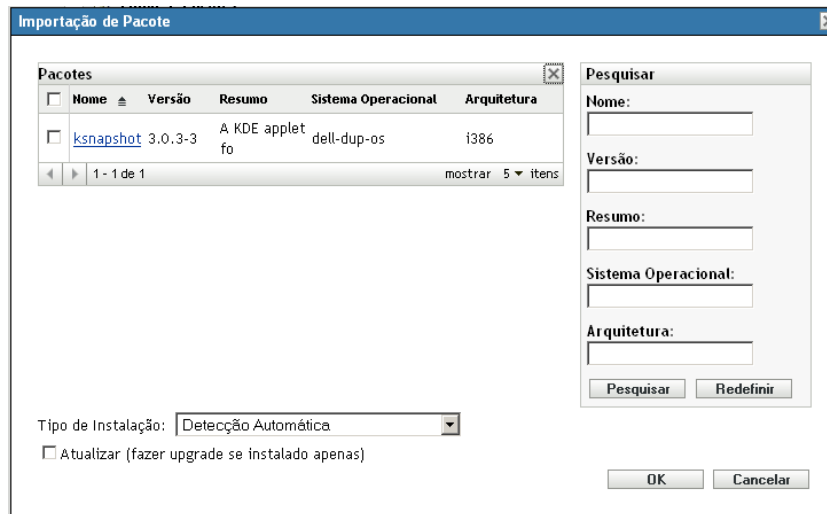 Importação de Pacote
Pacotes
Nome Versão Resumo Sistema Operacional Arquitetura
ksnapshot 3.0.3-3 A KDE applet fo dell-dup-os i386
1 - 1 de 1 mostrar 5 itens
Pesquisar
Nome:
Versão:
Resumo:
Sistema Operacional:
Arquitetura:
Pesquisar Redefinir
Tipo de Instalação: Detecção Automática
Atualizar (fazer upgrade se instalado apenas)
OK Cancelar